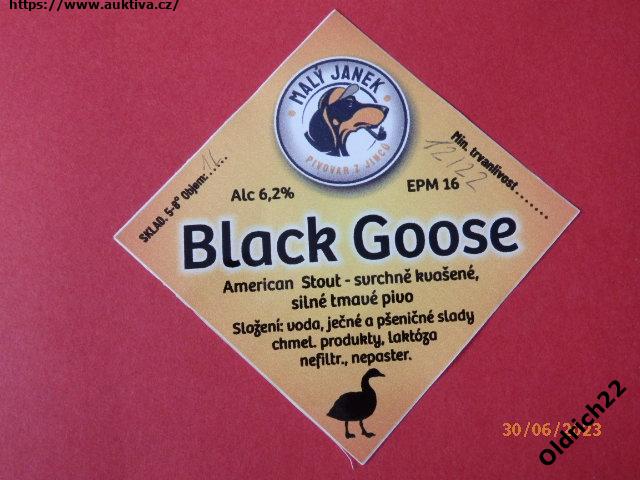 https://www.auktiva.cz/
MALÝ JANEK
PIVOVAR Z JINCŮ
SKLAD. 5-8° Objem:..... 1L
Alc 6,2%
EPM 16
Min. trvanlivost........
12/22
Black Goose
American Stout - svrchně kvašené,
silné tmavé pivo
Složení: voda, ječné a pšeničné slady
chmel. produkty, laktóza
nefiltr., nepaster.
30/06/2023
Oldrich22